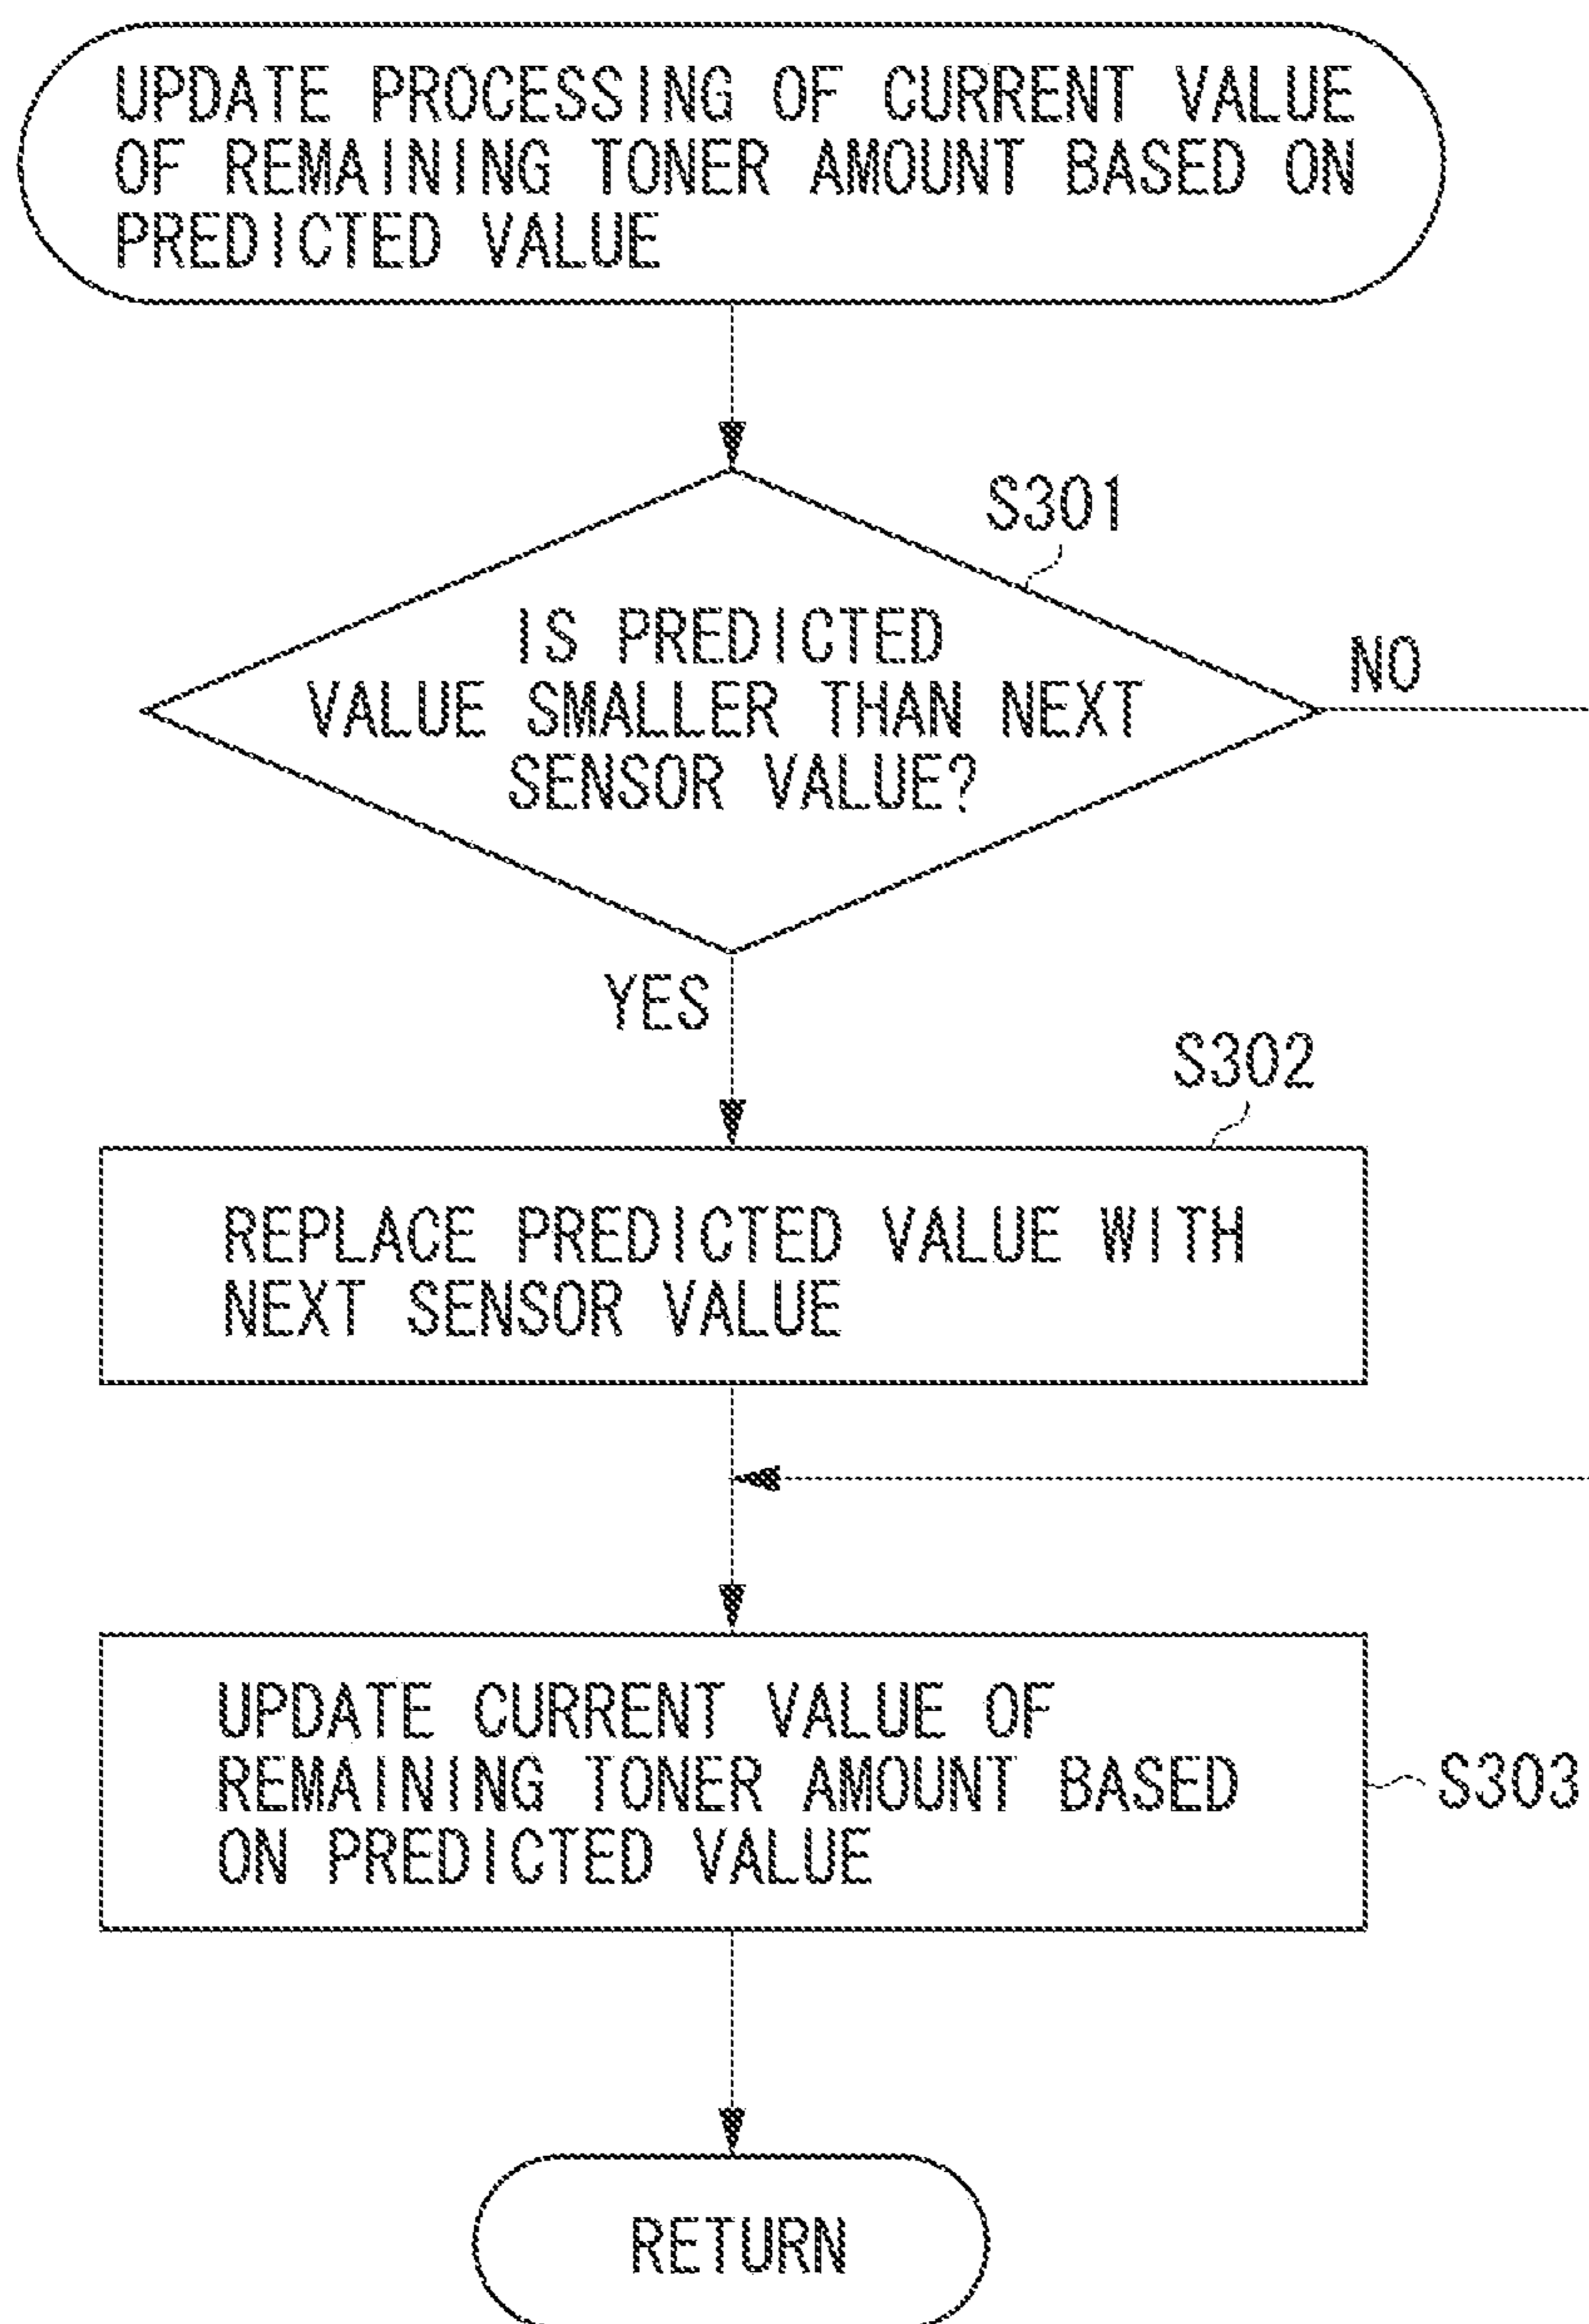 UPDATE PROCESSING OF CURRENT VALUE
OF REMAINING TONER AMOUNT BASED ON
PREDICTED VALUE
S301
IS PREDICTED
VALUE SMALLER THAN NEXT
SENSOR VALUE?
NO
YES
S302
REPLACE PREDICTED VALUE WITH
NEXT SENSOR VALUE
UPDATE CURRENT VALUE OF
REMAINING TONER AMOUNT BASED
ON PREDICTED VALUE
S303
RETURN